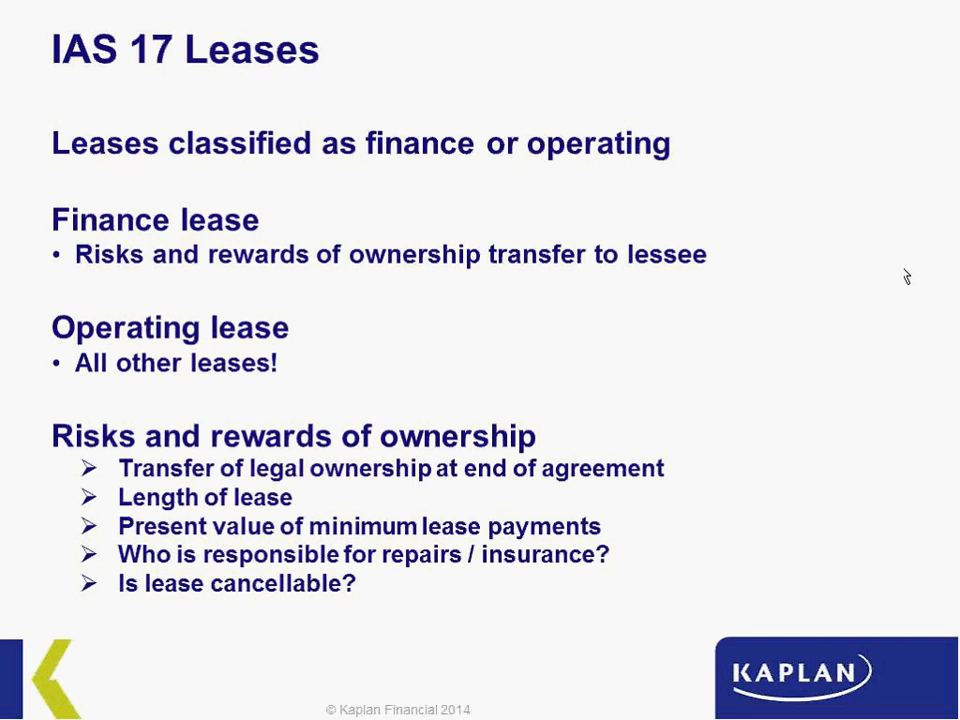 IAS 17 Leases
Leases classified as finance or operating
Finance lease
• Risks and rewards of ownership transfer to lessee
Operating lease
• All other leases!
Risks and rewards of ownership
➢ Transfer of legal ownership at end of agreement
➢ Length of lease
➢ Present value of minimum lease payments
➢ Who is responsible for repairs / insurance?
➢ Is lease cancellable?
KAPLAN
© Kaplan Financial 2014